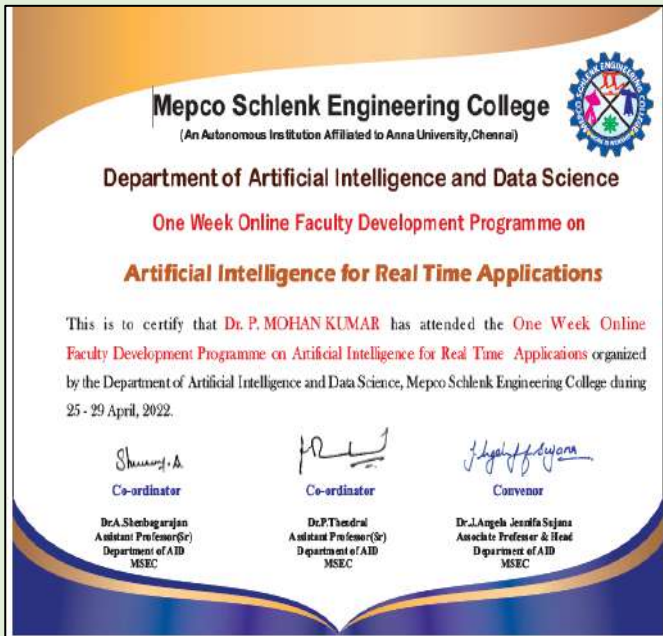 Mepco Schlenk Engineering College
(An Autonomous Institution Affiliated to Anna University,Chennai)
Department of Artificial Intelligence and Data Science
One Week Online Faculty Development Programme on
Artificial Intelligence for Real Time Applications
This is to certify that Dr. P. MOHAN KUMAR has attended the One Week Online
Faculty Development Programme on Artificial Intelligence for Real Time Applications organized
by the Department of Artificial Intelligence and Data Science, Mepco Schlenk Engineering College during
25 - 29 April, 2022.
Co-ordinator
Dr.A.Shenbagarajan
Assistant Professor(Sr)
Department of AID
MSEC
Co-ordinator
Dr.P.Thendral
Assistant Professor(Sr)
Department of AID
MSEC
Convenor
Dr.J.Angela Jennifa Sujana
Associate Professor & Head
Department of AID
MSEC